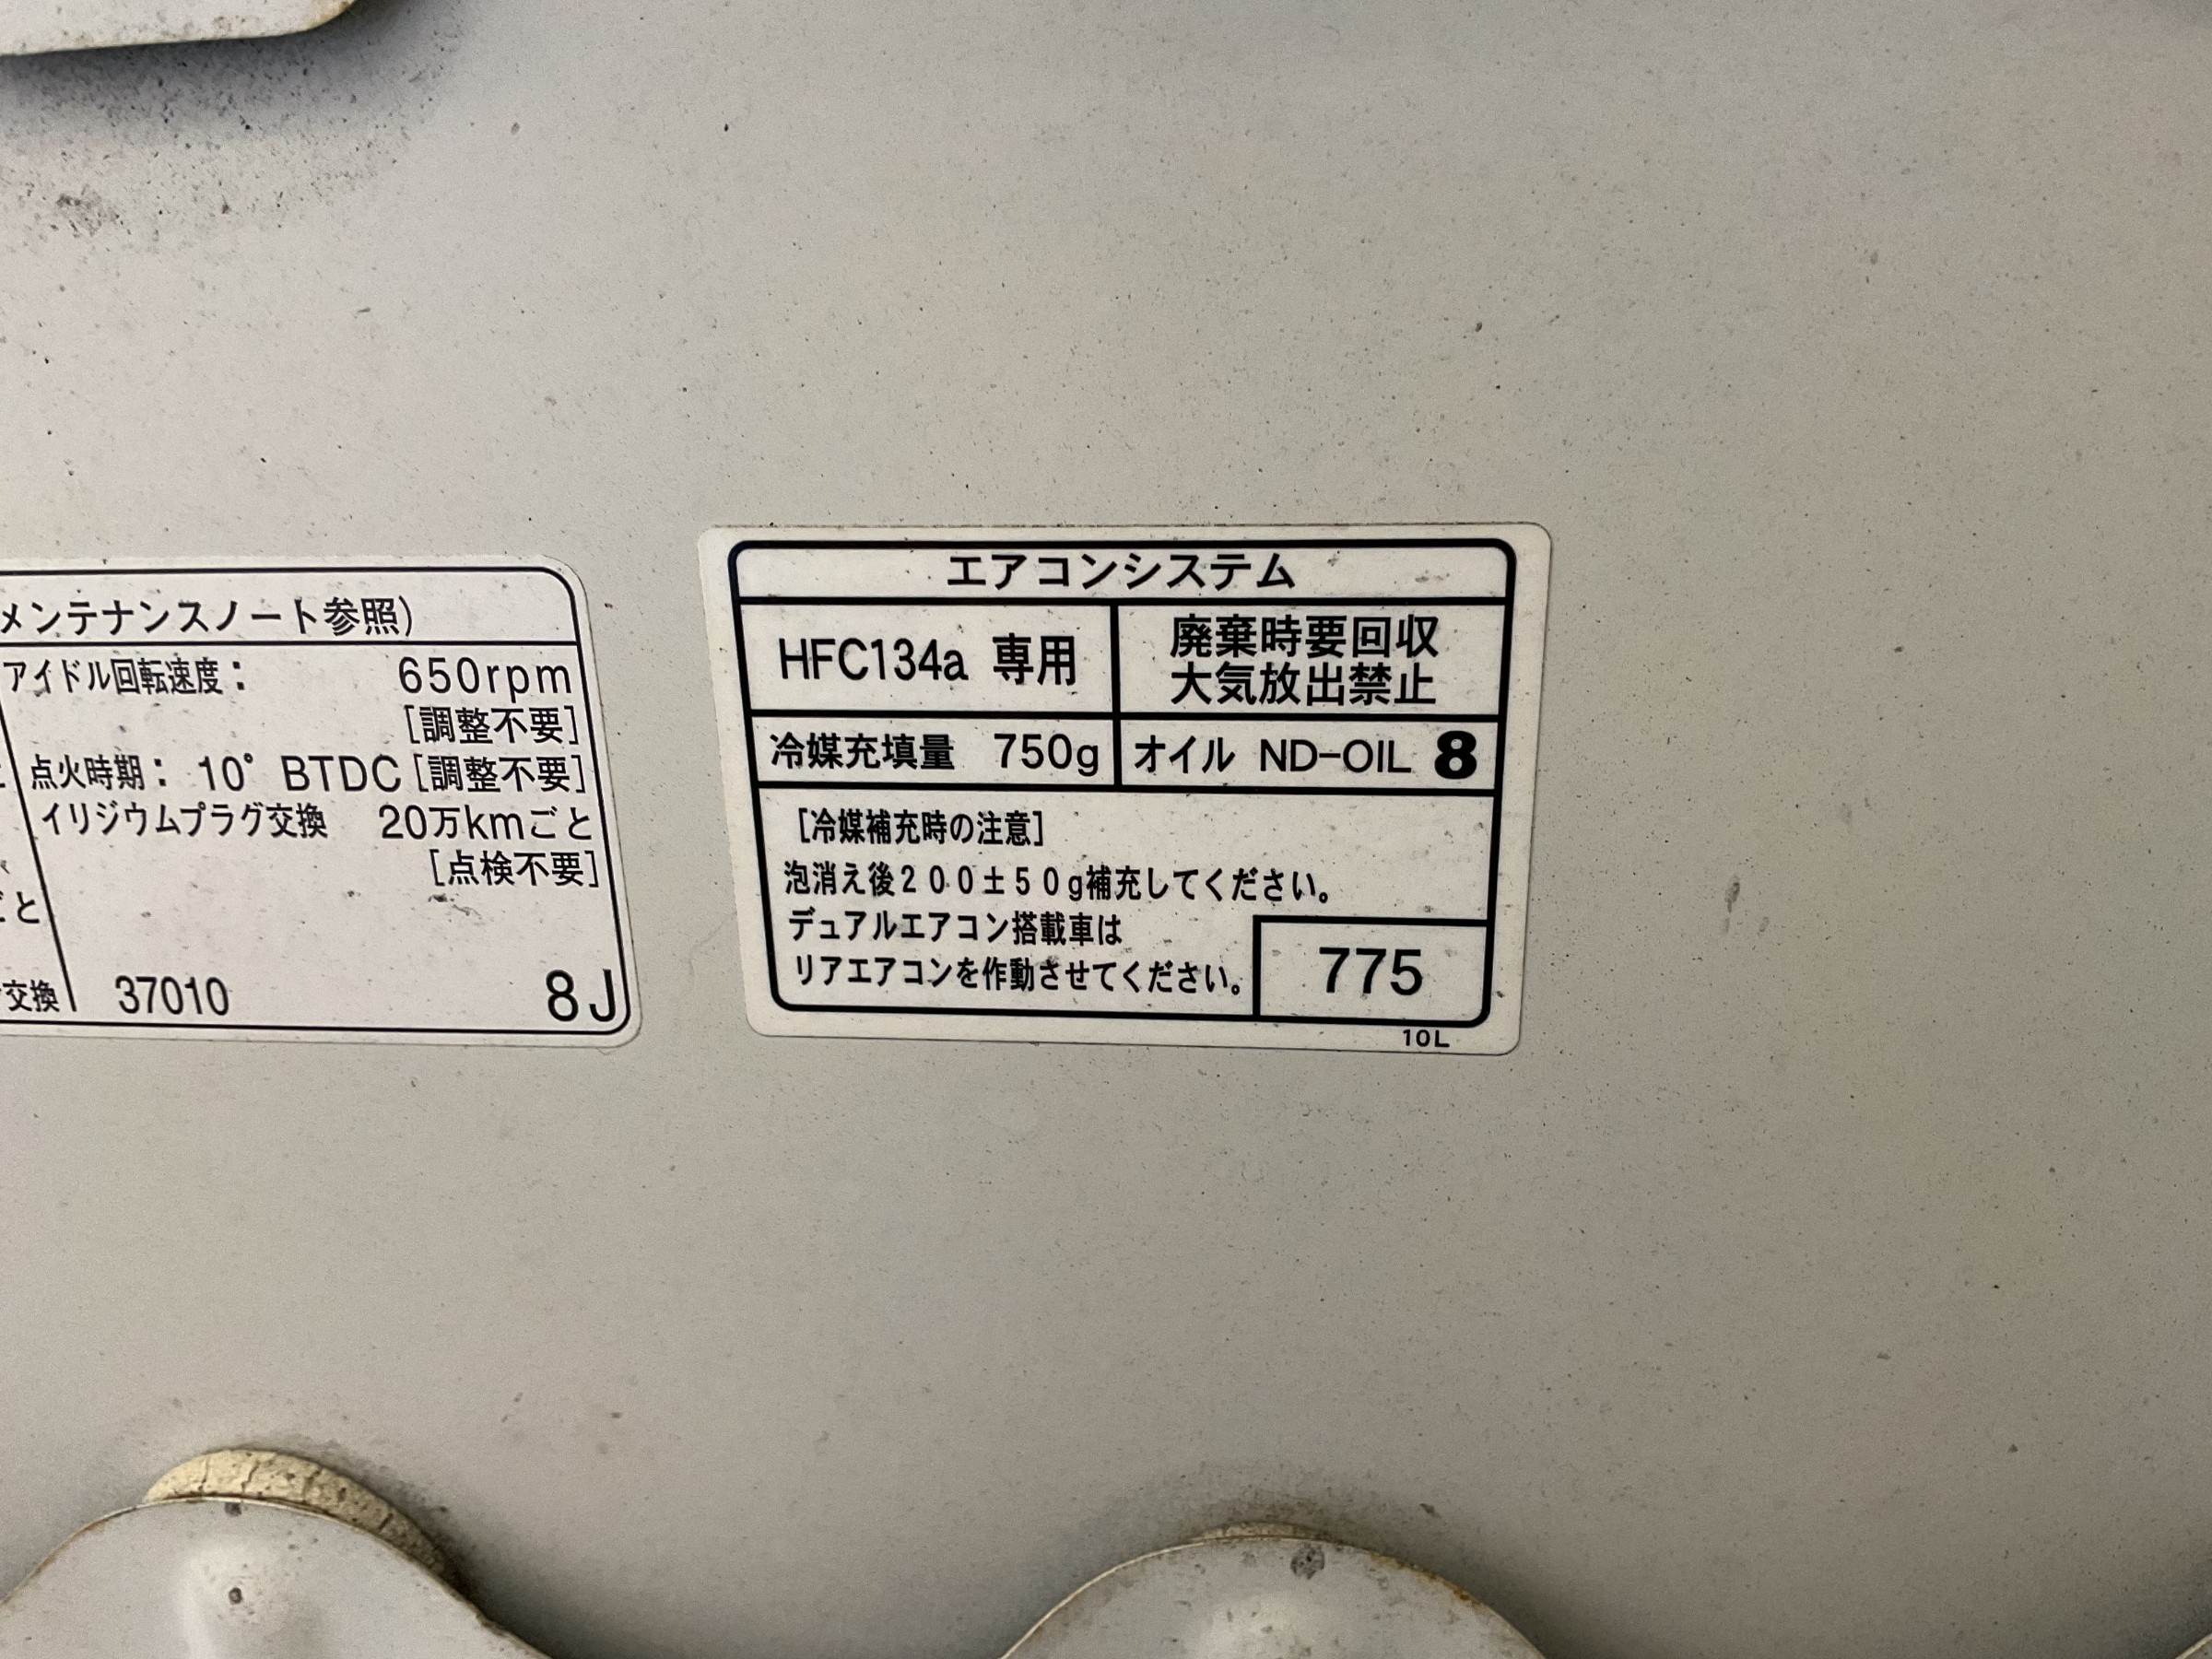 メンテナンスノート参照)
アイドル回転速度: 650rpm
[調整不要]
点火時期: 10° BTDC[調整不要]
イリジウムプラグ交換 20万kmごと
[点検不要]
ごと
交換
37010 8J
エアコンシステム
HFC134a 専用
廃棄時要回収
大気放出禁止
冷媒充填量 750g
オイル ND-OIL 8
[冷媒補充時の注意]
泡消え後200±50g補充してください。
デュアルエアコン搭載車は
リアエアコンを作動させてください。
775
10L